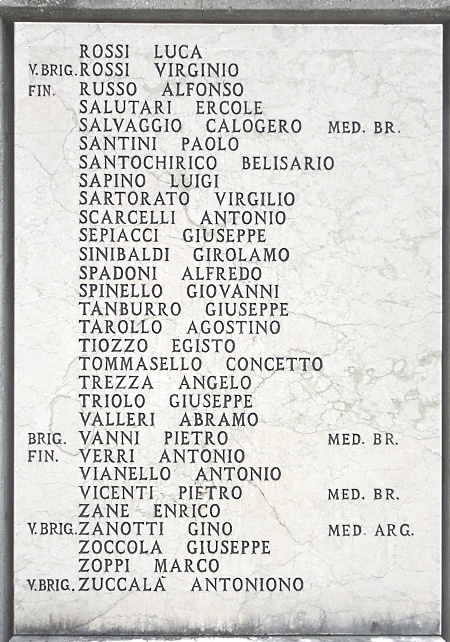 ROSSI LUCA
V.BRIG. ROSSI VIRGINIO
FIN. RUSSO ALFONSO
SALUTARI ERCOLE
SALVAGGIO CALOGERO MED. BR.
SANTINI PAOLO
SANTOCHIRICO BELISARIO
SAPINO LUIGI
SARTORATO VIRGILIO
SCARCELLI ANTONIO
SEPIACCI GIUSEPPE
SINIBALDI GIROLAMO
SPADONI ALFREDO
SPINELLO GIOVANNI
TANBURRO GIUSEPPE
TAROLLO AGOSTINO
TIOZZO EGISTO
TOMMASELLO CONCETTO
TREZZA ANGELO
TRIOLO GIUSEPPE
VALLERI ABRAMO
BRIG. VANNI PIETRO MED. BR.
FIN. VERRI ANTONIO
VIANELLO ANTONIO
VICENTI PIETRO MED. BR.
ZANE ENRICO
V.BRIG. ZANOTTI GINO MED. ARG.
ZOCCOLA GIUSEPPE
ZOPPI MARCO
V.BRIG. ZUCCALÀ ANTONIONO